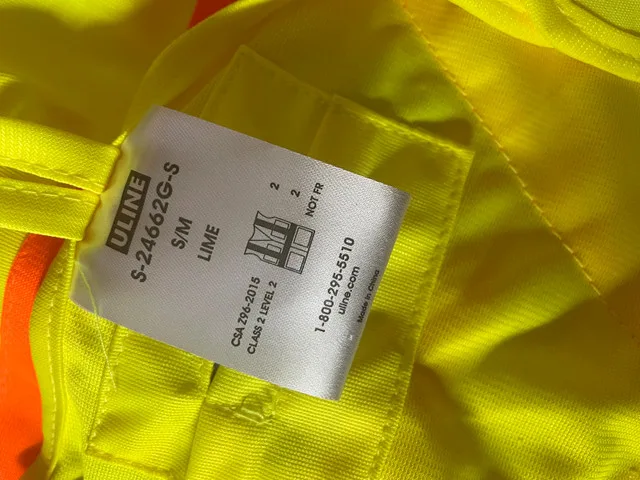 ULINE
S-24662G-S
S/M
LIME
2
2
NOT FR
CSA Z96-2015
CLASS 2 LEVEL 2
1-800-295-5510
uline.com
Made in China